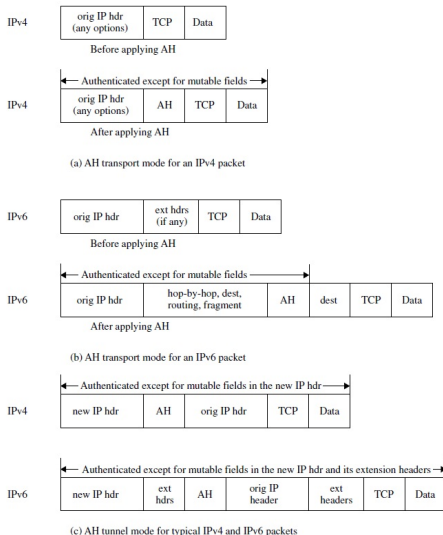 IPv4
orig IP hdr
(any options)
TCP
Data
Before applying AH
Authenticated except for mutable fields
IPv4
orig IP hdr
(any options)
AH
TCP
Data
After applying AH
(a) AH transport mode for an IPv4 packet
IPv6
orig IP hdr
ext hdrs
(if any)
TCP
Data
Before applying AH
Authenticated except for mutable fields
IPv6
orig IP hdr
hop-by-hop, dest,
routing, fragment
AH
dest
TCP
Data
After applying AH
(b) AH transport mode for an IPv6 packet
Authenticated except for mutable fields in the new IP hdr
IPv4
new IP hdr
AH
orig IP hdr
TCP
Data
Authenticated except for mutable fields in the new IP hdr and its extension headers
IPv6
new IP hdr
ext
hdrs
AH
orig IP
header
ext
headers
TCP
Data
(c) AH tunnel mode for typical IPv4 and IPv6 packets